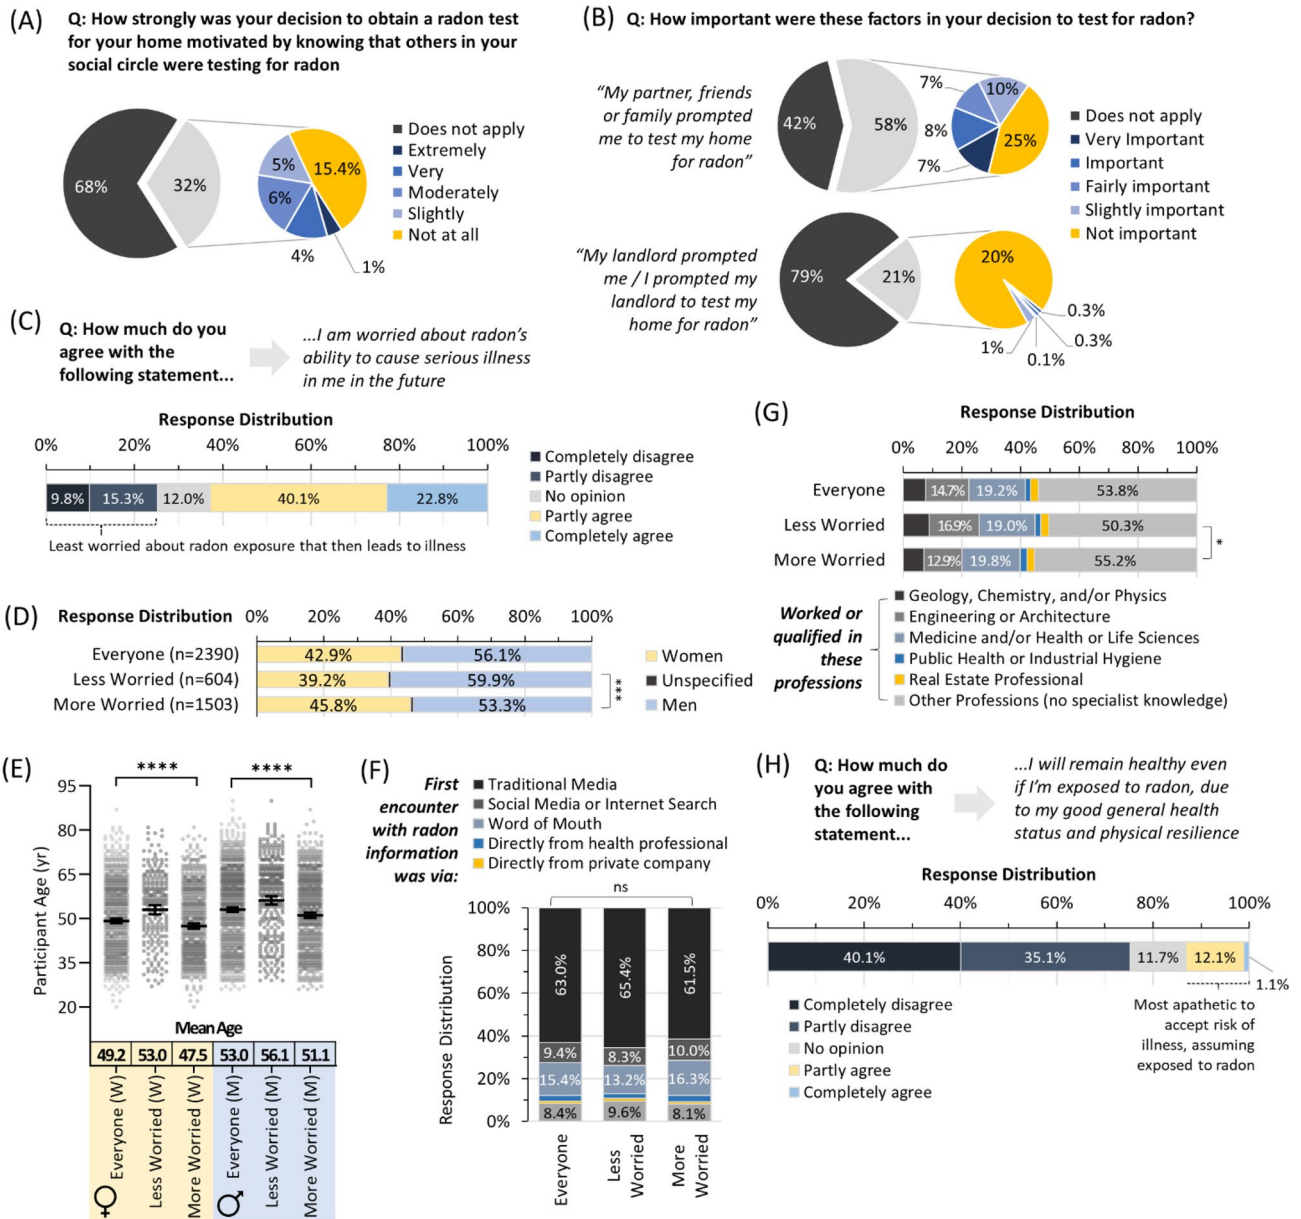 (A)
Q: How strongly was your decision to obtain a radon test
for your home motivated by knowing that others in your
social circle were testing for radon
68%
32%
5%
15.4%
6%
4%
1%
Does not apply
Extremely
Very
Moderately
Slightly
Not at all
(B)
Q: How important were these factors in your decision to test for radon?
“My partner, friends
or family prompted
me to test my home
for radon”
42%
58%
7%
10%
8%
25%
7%
Does not apply
Very Important
Important
Fairly important
Slightly important
Not important
“My landlord prompted
me / I prompted my
landlord to test my
home for radon”
79%
21%
20%
0.3%
0.3%
1%
0.1%
(C)
Q: How much do you
agree with the
following statement...
...I am worried about radon’s
ability to cause serious illness
in me in the future
Response Distribution
0% 20% 40% 60% 80% 100%
9.8% 15.3% 12.0% 40.1% 22.8%
Least worried about radon exposure that then leads to illness
Completely disagree
Partly disagree
No opinion
Partly agree
Completely agree
(D)
Response Distribution 0% 20% 40% 60% 80% 100%
Everyone (n=2390) 42.9% 56.1%
Less Worried (n=604) 39.2% 59.9%
More Worried (n=1503) 45.8% 53.3%
***
Women
Unspecified
Men
(E)
**** ****
Participant Age (yr)
95
80
65
50
35
20
Mean Age
49.2 53.0 47.5 53.0 56.1 51.1
Everyone (W)
Less Worried (W)
More Worried (W)
Everyone (M)
Less Worried (M)
More Worried (M)
(F)
First
encounter
with radon
information
was via:
Traditional Media
Social Media or Internet Search
Word of Mouth
Directly from health professional
Directly from private company
ns
Response Distribution
100%
80%
60%
40%
20%
0%
63.0% 65.4% 61.5%
9.4% 8.3% 10.0%
15.4% 13.2% 16.3%
8.4% 9.6% 8.1%
Everyone
Less
Worried
More
Worried
(G)
Response Distribution
0% 20% 40% 60% 80% 100%
Everyone 14.7% 19.2% 53.8%
Less Worried 16.9% 19.0% 50.3%
More Worried 12.9% 19.8% 55.2%
*
Worked or
qualified in
these
professions
Geology, Chemistry, and/or Physics
Engineering or Architecture
Medicine and/or Health or Life Sciences
Public Health or Industrial Hygiene
Real Estate Professional
Other Professions (no specialist knowledge)
(H)
Q: How much do
you agree with
the following
statement...
...I will remain healthy even
if I’m exposed to radon, due
to my good general health
status and physical resilience
Response Distribution
0% 20% 40% 60% 80% 100%
40.1% 35.1% 11.7% 12.1%
1.1%
Completely disagree
Partly disagree
No opinion
Partly agree
Completely agree
Most apathetic to
accept risk of
illness, assuming
exposed to radon